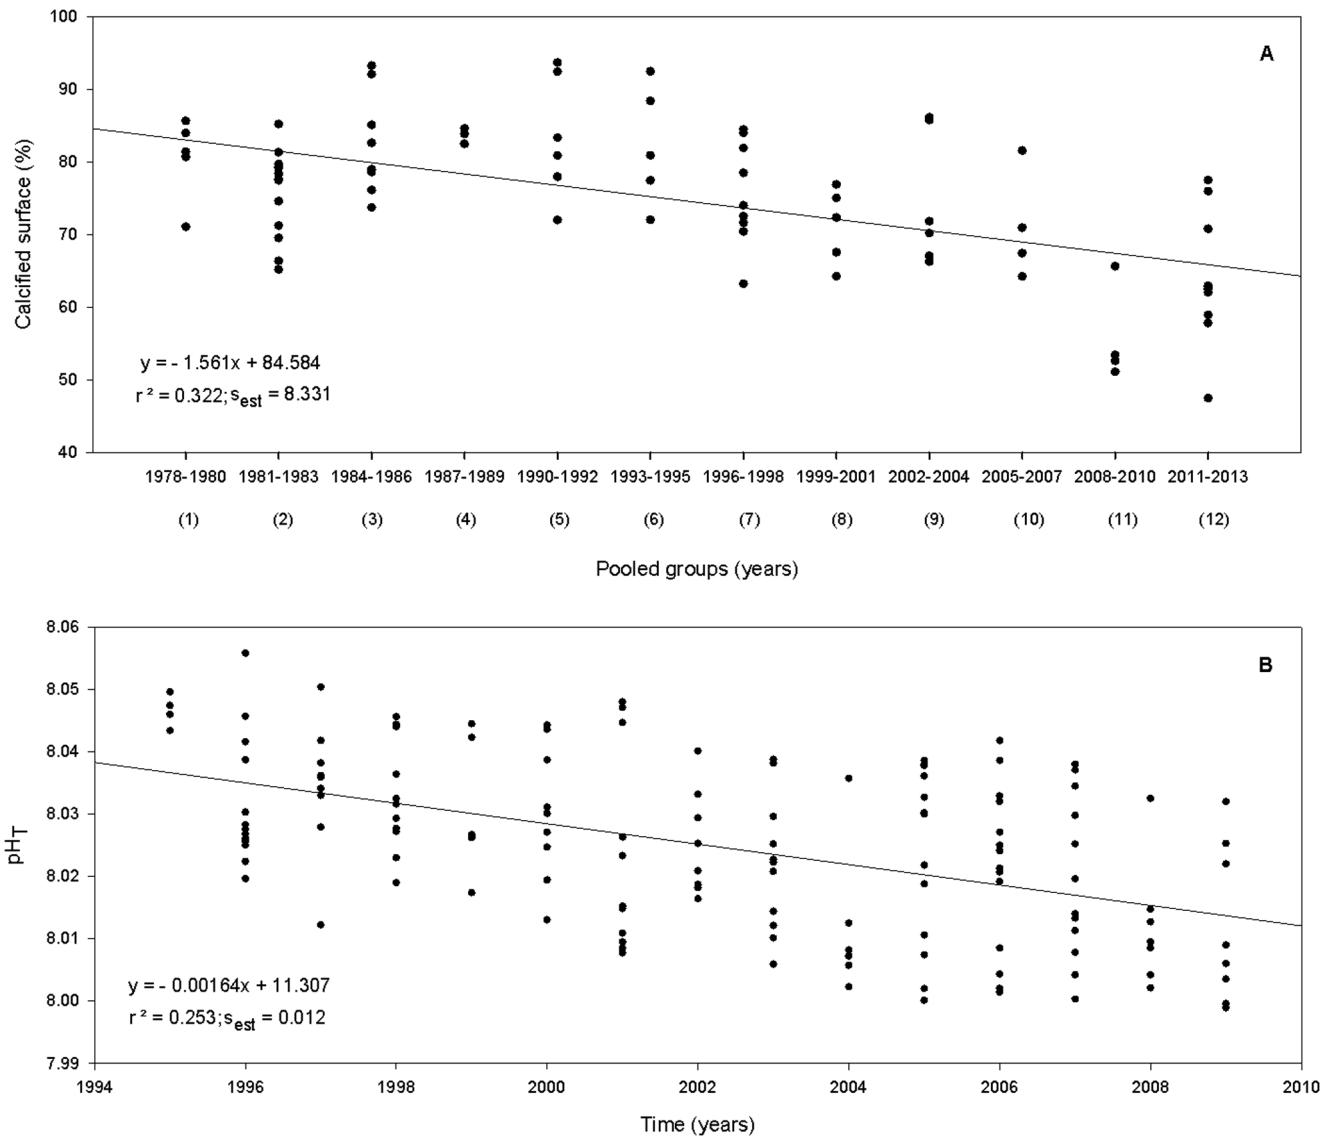 100
A
90
80
70
60
50
40
Calcified surface (%)
y = - 1.561x + 84.584
r ² = 0.322; sest = 8.331
1978-1980 1981-1983 1984-1986 1987-1989 1990-1992 1993-1995 1996-1998 1999-2001 2002-2004 2005-2007 2008-2010 2011-2013
(1) (2) (3) (4) (5) (6) (7) (8) (9) (10) (11) (12)
Pooled groups (years)
8.06
B
8.05
8.04
8.03
8.02
8.01
8.00
7.99
pHT
y = - 0.00164x + 11.307
r ² = 0.253; sest = 0.012
1994 1996 1998 2000 2002 2004 2006 2008 2010
Time (years)